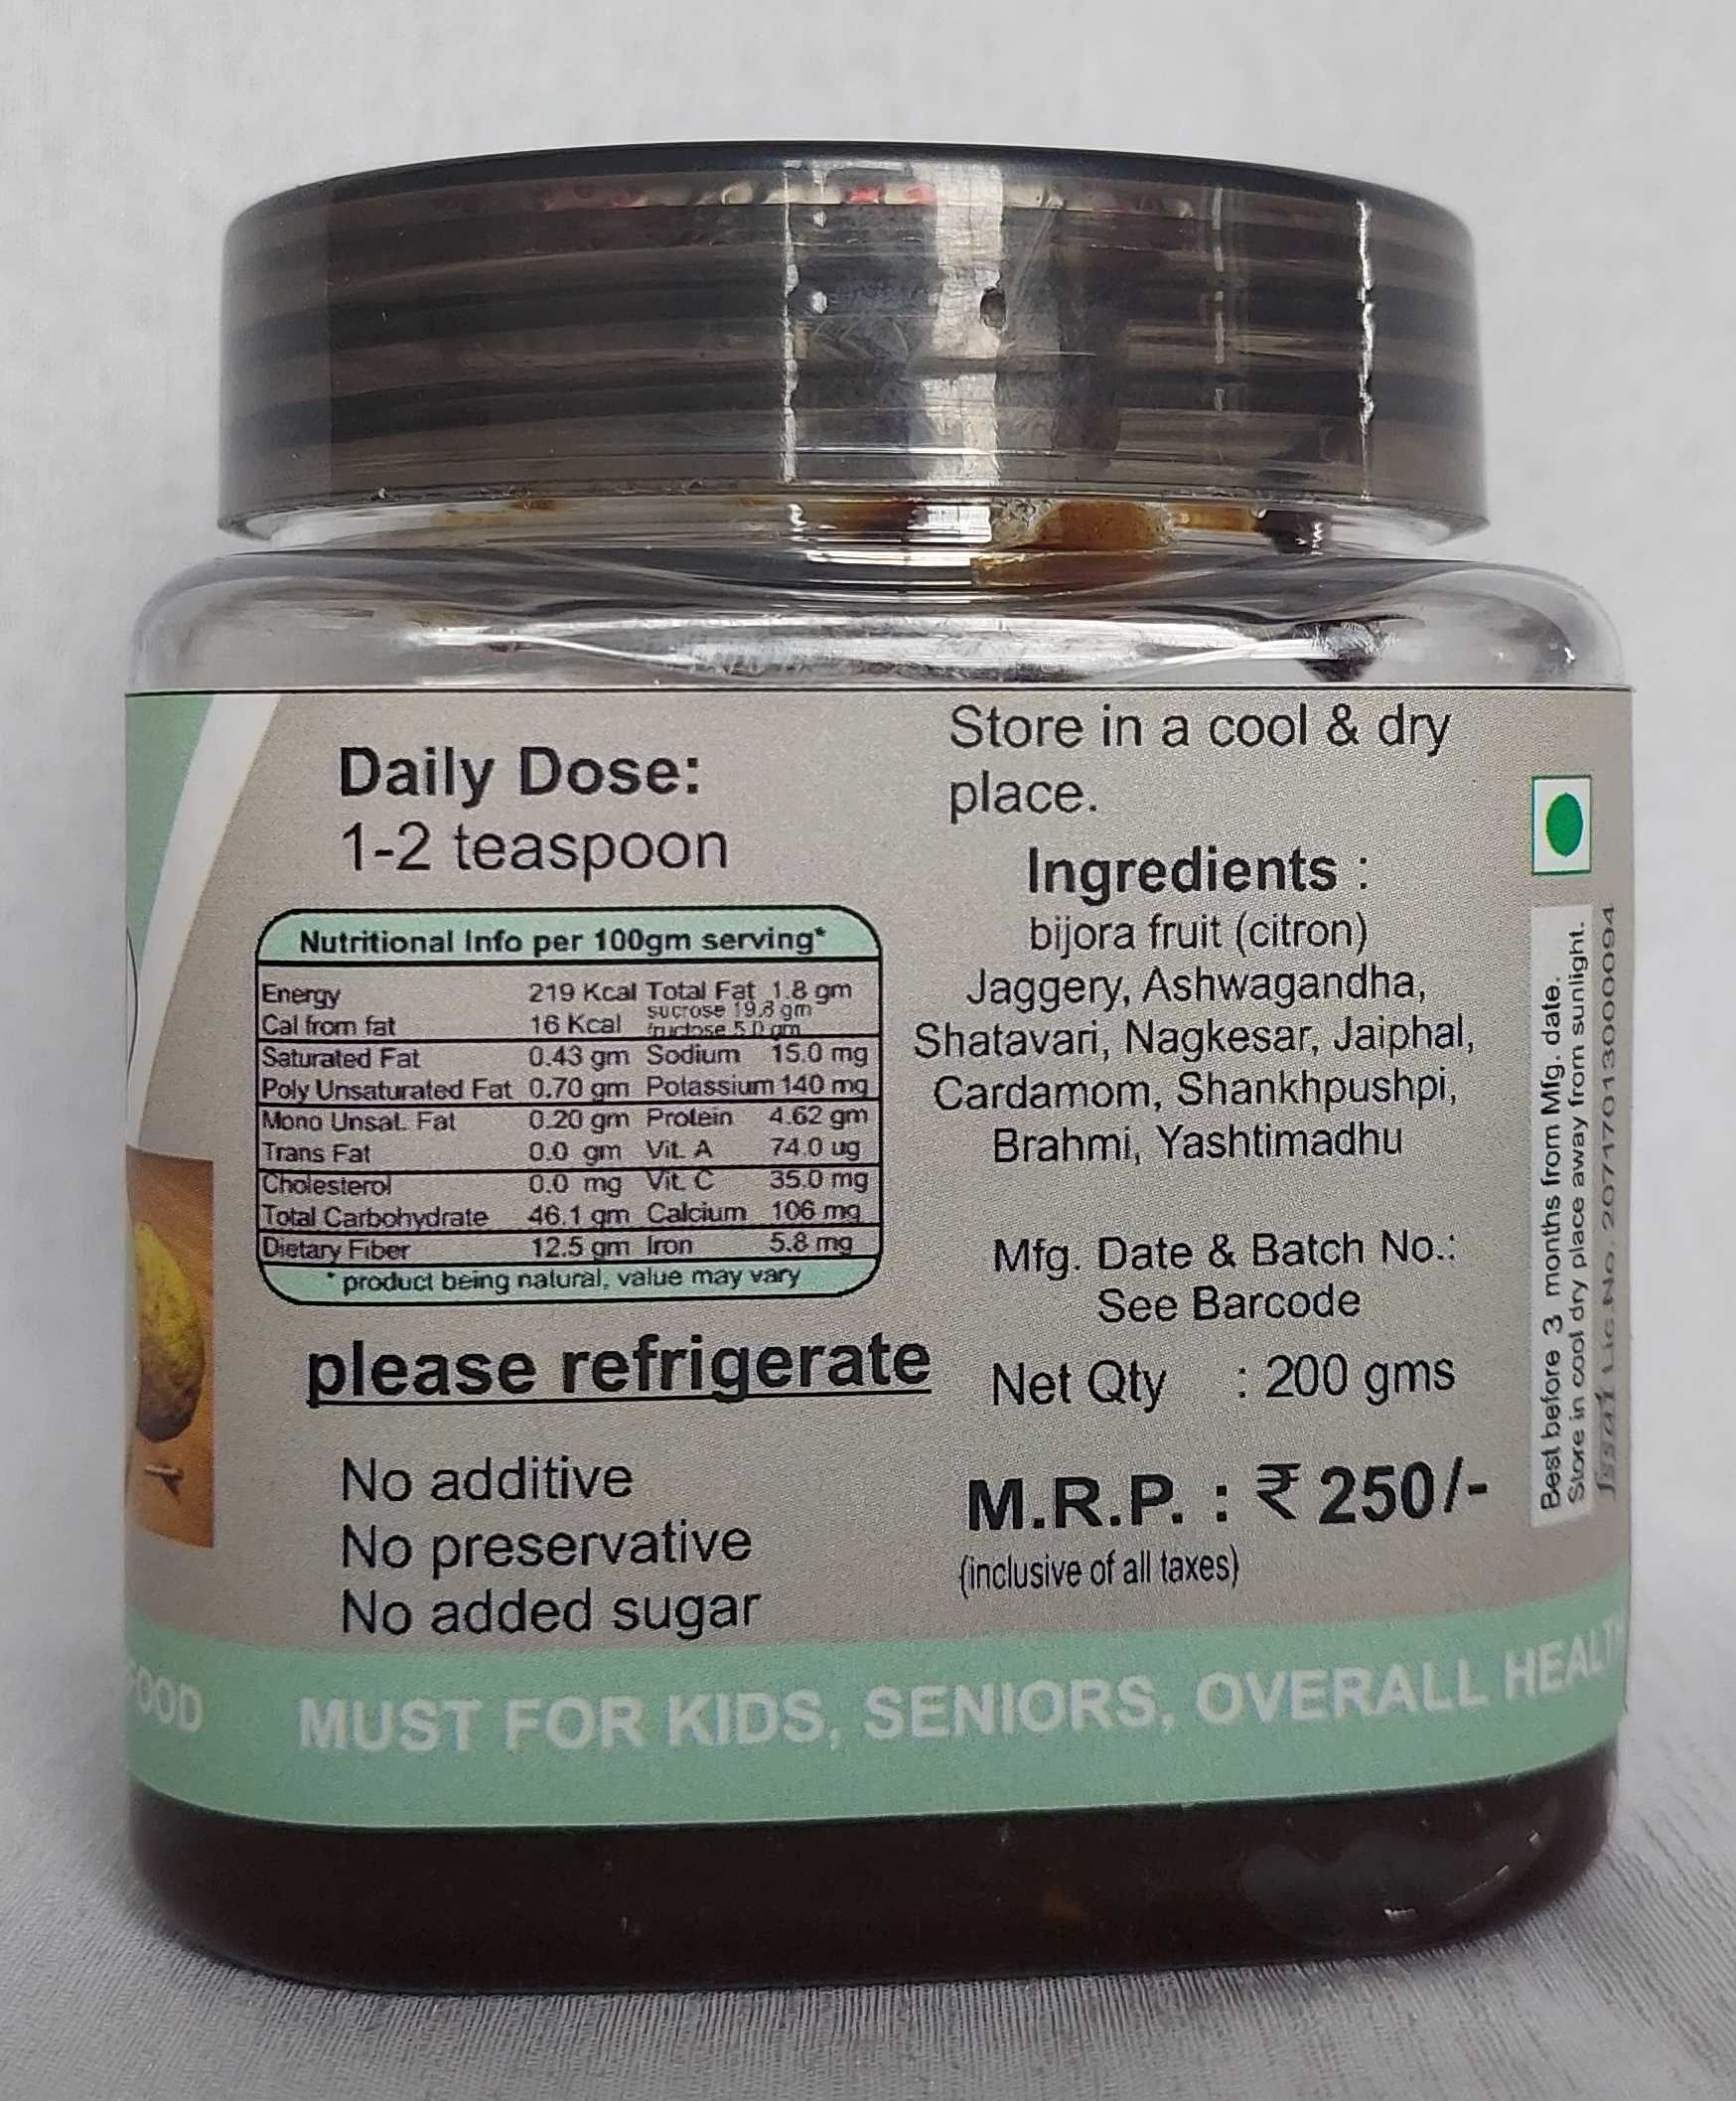 Daily Dose:
1-2 teaspoon
Nutritional Info per 100gm serving*
Energy 219 Kcal Total Fat 1.8 gm
sucrose 19.8 gm
Cal from fat 16 Kcal fructose 5.0 gm
Saturated Fat 0.43 gm Sodium 15.0 mg
Poly Unsaturated Fat 0.70 gm Potassium 140 mg
Mono Unsat. Fat 0.20 gm Protein 4.62 gm
Trans Fat 0.0 gm Vit. A 74.0 ug
Cholesterol 0.0 mg Vit. C 35.0 mg
Total Carbohydrate 46.1 gm Calcium 106 mg
Dietary Fiber 12.5 gm Iron 5.8 mg
* product being natural, value may vary
please refrigerate
No additive
No preservative
No added sugar
Store in a cool & dry
place.
Ingredients :
bijora fruit (citron)
Jaggery, Ashwagandha,
Shatavari, Nagkesar, Jaiphal,
Cardamom, Shankhpushpi,
Brahmi, Yashtimadhu
Mfg. Date & Batch No.:
See Barcode
Net Qty : 200 gms
M.R.P. : ₹ 250/-
(inclusive of all taxes)
Best before 3 months from Mfg. date.
Store in cool dry place away from sunlight.
fssai Lic.No. 20717013000094
OOD
MUST FOR KIDS, SENIORS, OVERALL HEALTH